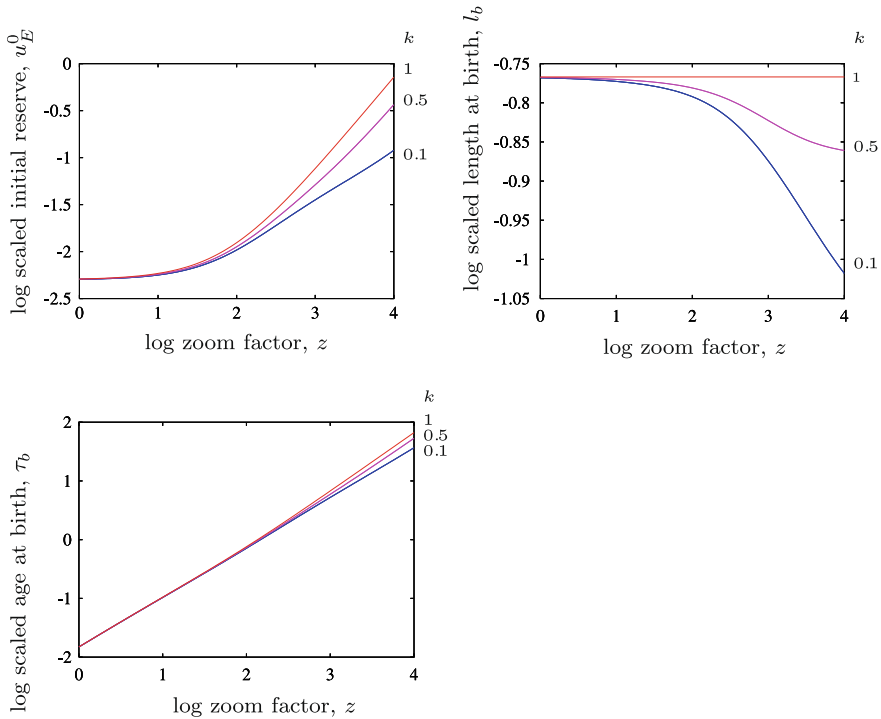 log scaled initial reserve, u_E^0
0
-0.5
-1
-1.5
-2
-2.5
0 1 2 3 4
log zoom factor, z
k
1
0.5
0.1
log scaled length at birth, l_b
-0.75
-0.8
-0.85
-0.9
-0.95
-1
-1.05
0 1 2 3 4
log zoom factor, z
k
1
0.5
0.1
log scaled age at birth, τ_b
2
1
0
-1
-2
0 1 2 3 4
log zoom factor, z
k
1
0.5
0.1